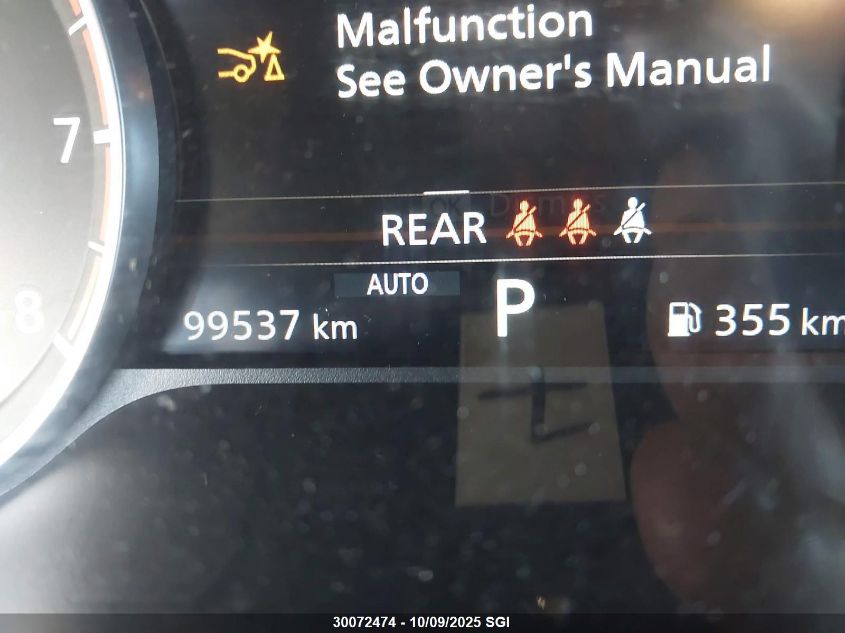 Malfunction
See Owner's Manual
7
REAR
AUTO
8
99537 km P 355 km
30072474 - 10/09/2025 SGI